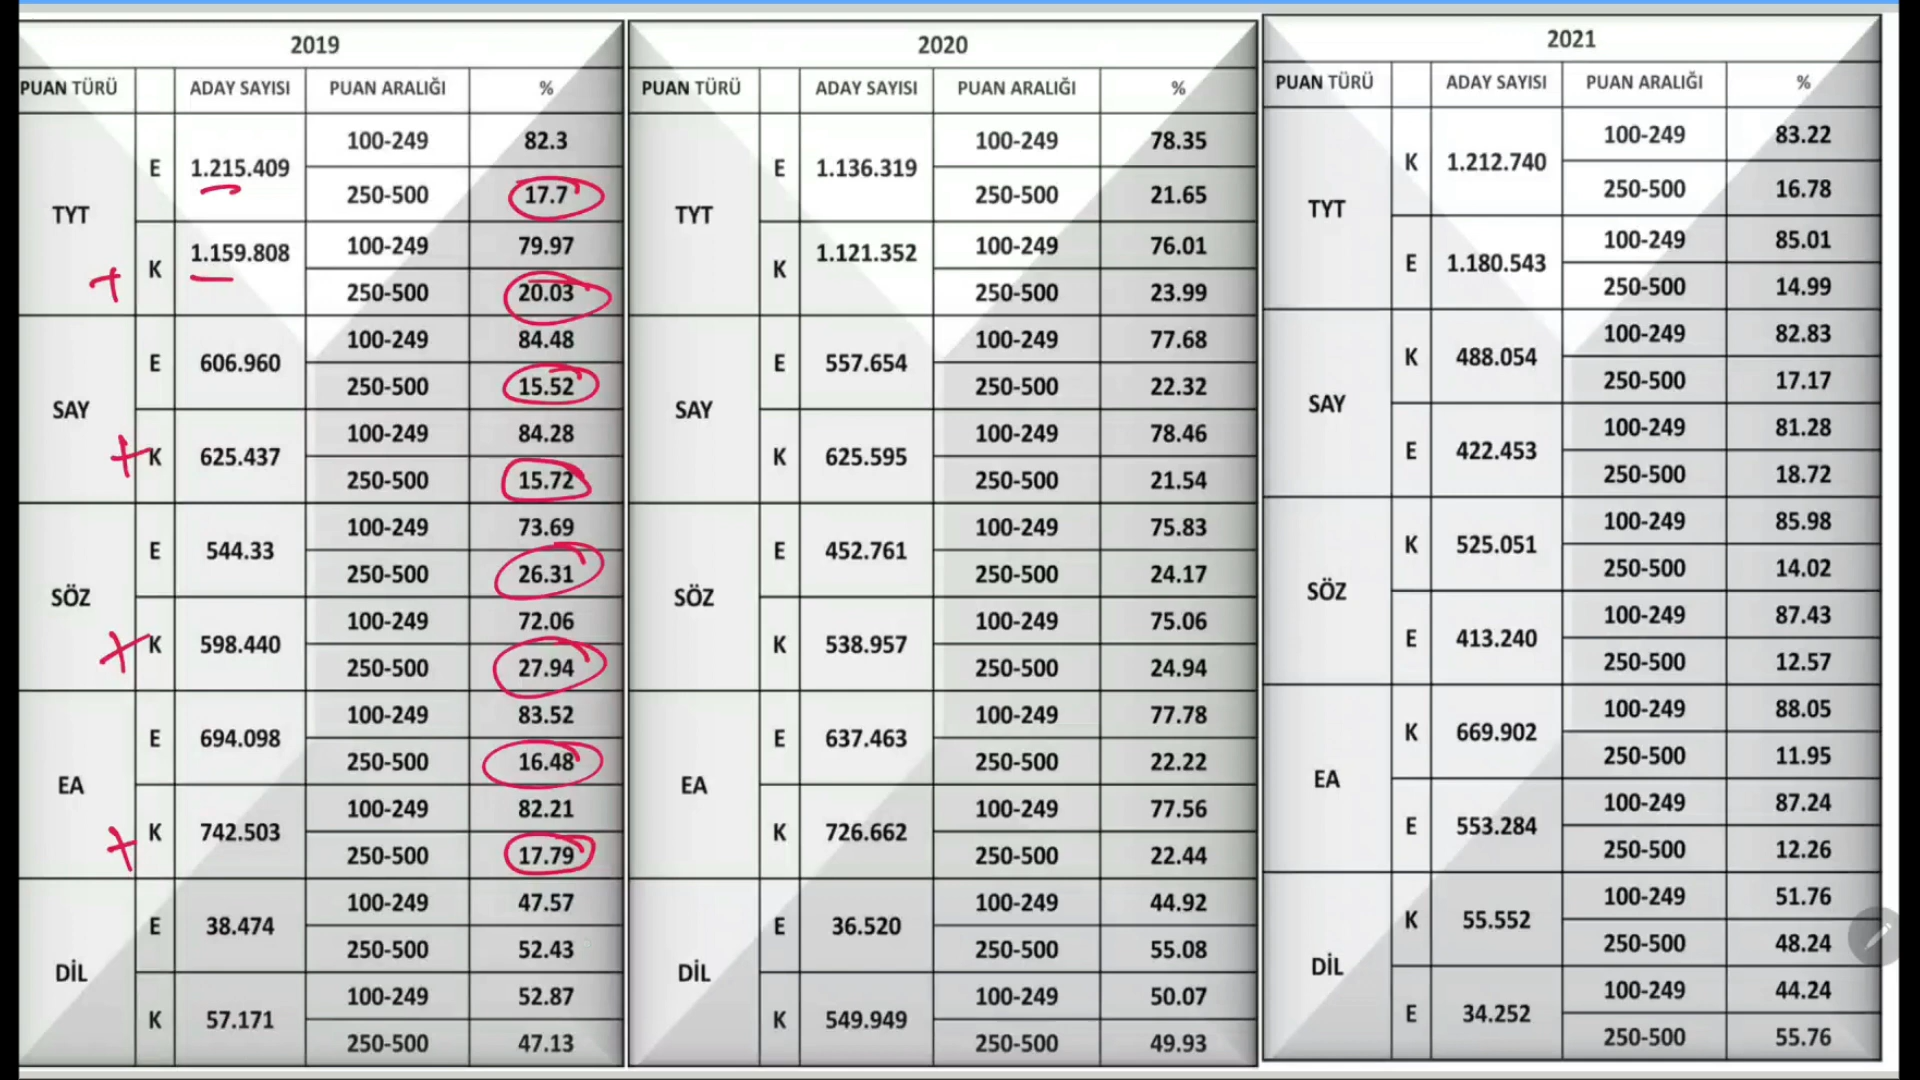 2019
PUAN TÜRÜ ADAY SAYISI PUAN ARALIĞI %
TYT
E 1.215.409 100-249 82.3
250-500 17.7
K 1.159.808 100-249 79.97
250-500 20.03
SAY
E 606.960 100-249 84.48
250-500 15.52
K 625.437 100-249 84.28
250-500 15.72
SÖZ
E 544.33 100-249 73.69
250-500 26.31
K 598.440 100-249 72.06
250-500 27.94
EA
E 694.098 100-249 83.52
250-500 16.48
K 742.503 100-249 82.21
250-500 17.79
DİL
E 38.474 100-249 47.57
250-500 52.43
K 57.171 100-249 52.87
250-500 47.13
2020
PUAN TÜRÜ ADAY SAYISI PUAN ARALIĞI %
TYT
E 1.136.319 100-249 78.35
250-500 21.65
K 1.121.352 100-249 76.01
250-500 23.99
SAY
E 557.654 100-249 77.68
250-500 22.32
K 625.595 100-249 78.46
250-500 21.54
SÖZ
E 452.761 100-249 75.83
250-500 24.17
K 538.957 100-249 75.06
250-500 24.94
EA
E 637.463 100-249 77.78
250-500 22.22
K 726.662 100-249 77.56
250-500 22.44
DİL
E 36.520 100-249 44.92
250-500 55.08
K 549.949 100-249 50.07
250-500 49.93
2021
PUAN TÜRÜ ADAY SAYISI PUAN ARALIĞI %
TYT
K 1.212.740 100-249 83.22
250-500 16.78
E 1.180.543 100-249 85.01
250-500 14.99
SAY
K 488.054 100-249 82.83
250-500 17.17
E 422.453 100-249 81.28
250-500 18.72
SÖZ
K 525.051 100-249 85.98
250-500 14.02
E 413.240 100-249 87.43
250-500 12.57
EA
K 669.902 100-249 88.05
250-500 11.95
E 553.284 100-249 87.24
250-500 12.26
DİL
K 55.552 100-249 51.76
250-500 48.24
E 34.252 100-249 44.24
250-500 55.76